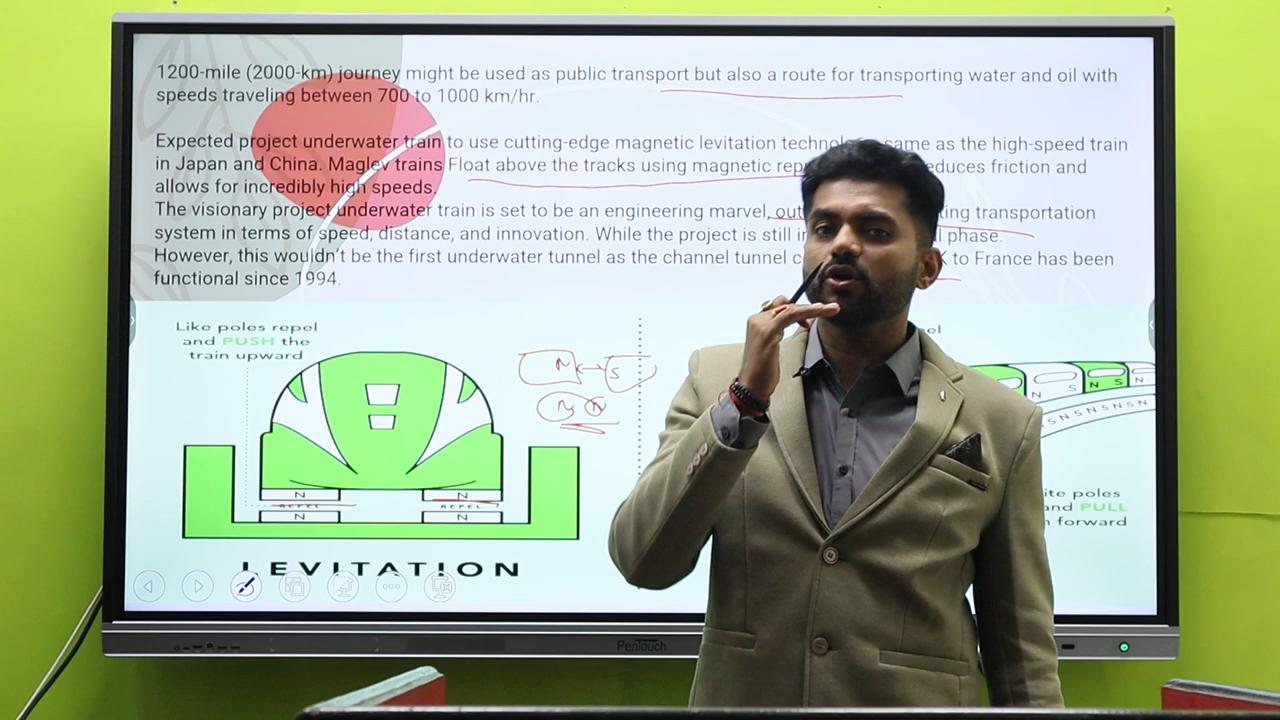 1200-mile (2000-km) journey might be used as public transport but also a route for transporting water and oil with
speeds traveling between 700 to 1000 km/hr.
Expected project underwater train to use cutting-edge magnetic levitation same as the high-speed train
in Japan and China. Maglev trains Float above the tracks using magnetic reduces friction and
allows for incredibly high speeds.
The visionary project underwater train is set to be an engineering marvel, transportation
system in terms of speed, distance, and innovation. While the project is still phase.
However, this wouldn't be the first underwater tunnel as the channel tunnel to France has been
functional since 1994.
Like poles repel
and PUSH the
train upward
N S
N N
N N
REPEL REPEL
N N
LEVITATION
S N S N
S N S N S N S N
poles
and PULL
forward
PenTouch